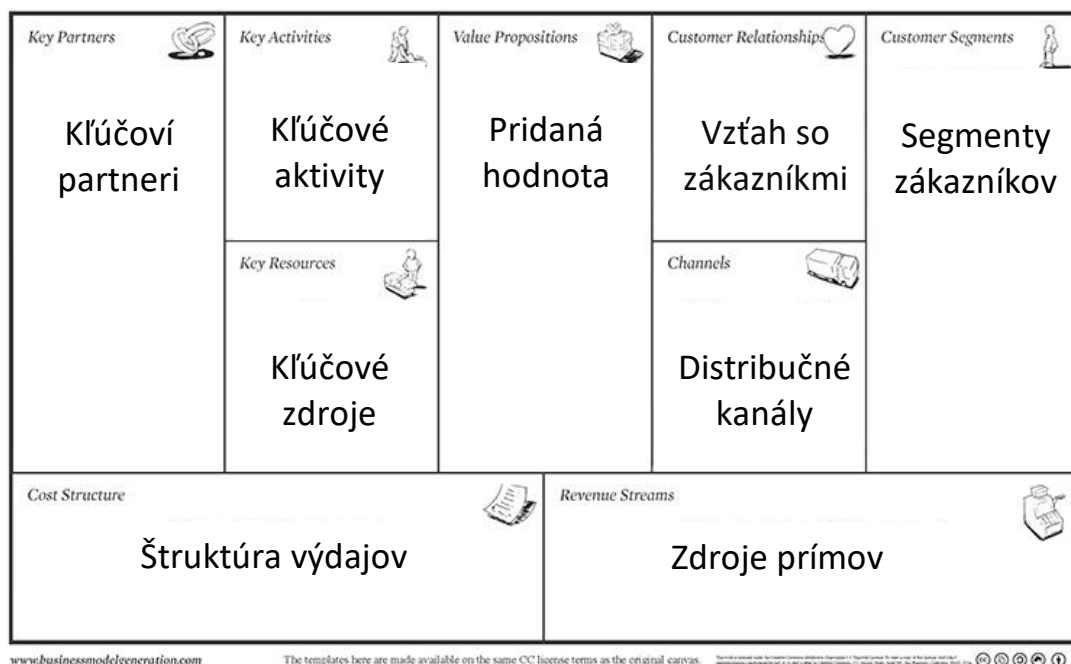 Key Partners
Kľúčoví
partneri
Key Activities
Kľúčové
aktivity
Key Resources
Kľúčové
zdroje
Value Propositions
Pridaná
hodnota
Customer Relationships
Vzťah so
zákazníkmi
Channels
Distribučné
kanály
Customer Segments
Segmenty
zákazníkov
Cost Structure
Štruktúra výdajov
Revenue Streams
Zdroje prímov
www.businessmodelgeneration.com
The templates here are made available on the same CC license terms as the original canvas.